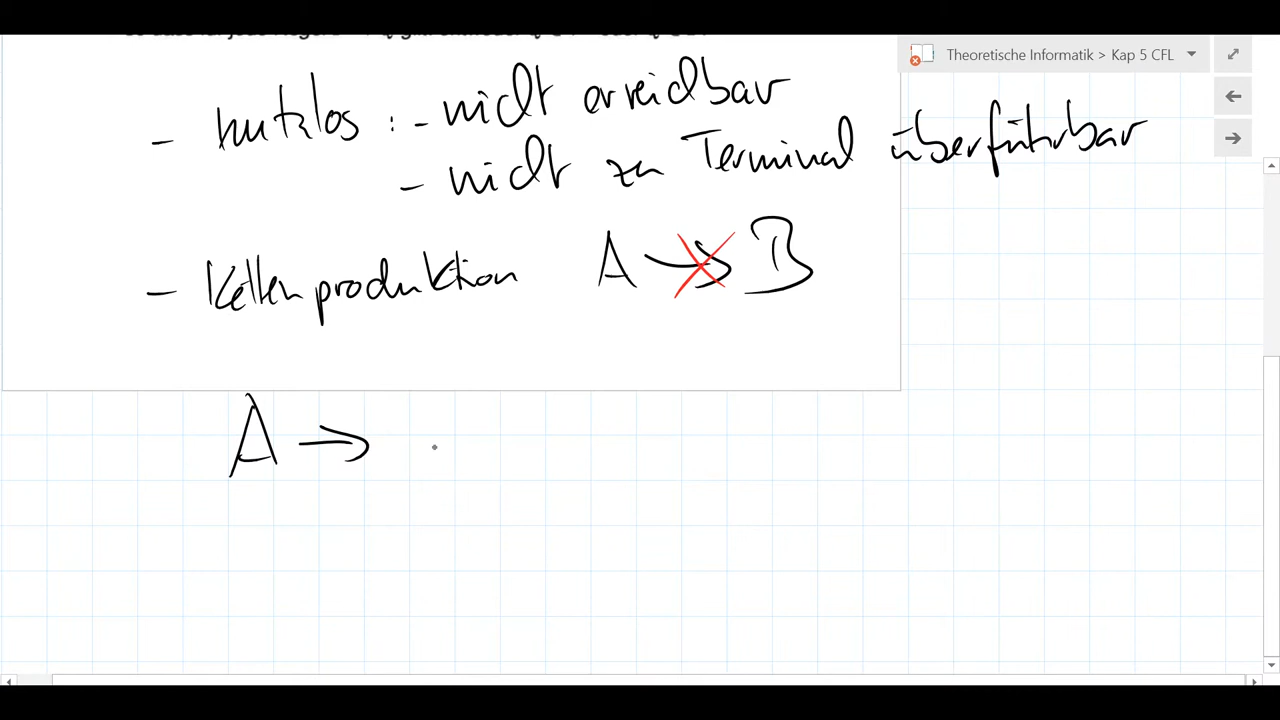 Theoretische Informatik > Kap 5 CFL
- nutzlos : - nicht erreichbar
- nicht zu Terminal überführbar
- Kettenproduktion A → B
A →